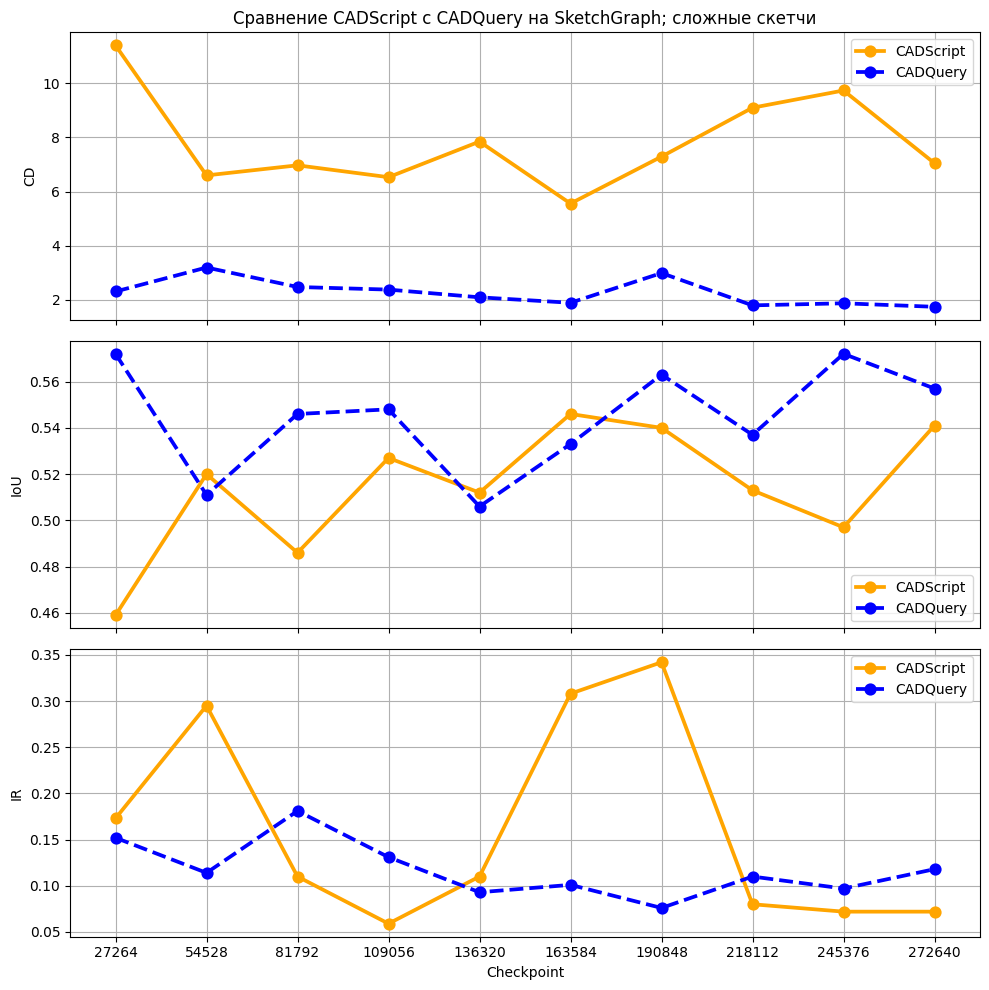 Сравнение CADScript с CADQuery на SketchGraph; сложные скетчи
CADScript
CADQuery
10
8
6
4
2
CD
0.56
0.54
0.52
0.50
0.48
0.46
IoU
CADScript
CADQuery
CADScript
CADQuery
0.35
0.30
0.25
0.20
0.15
0.10
0.05
IR
27264 54528 81792 109056 136320 163584 190848 218112 245376 272640
Checkpoint